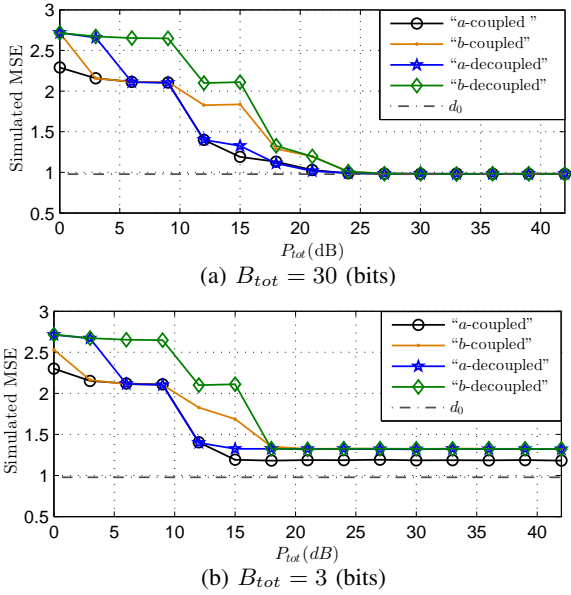 3
2.5
2
1.5
1
0.5
Simulated MSE
0 5 10 15 20 25 30 35 40
P_tot(dB)
“a-coupled ”
“b-coupled”
“a-decoupled”
“b-decoupled”
d_0
(a) B_tot = 30 (bits)
3
2.5
2
1.5
1
0.5
Simulated MSE
0 5 10 15 20 25 30 35 40
P_tot(dB)
“a-coupled”
“b-coupled”
“a-decoupled”
“b-decoupled”
d_0
(b) B_tot = 3 (bits)